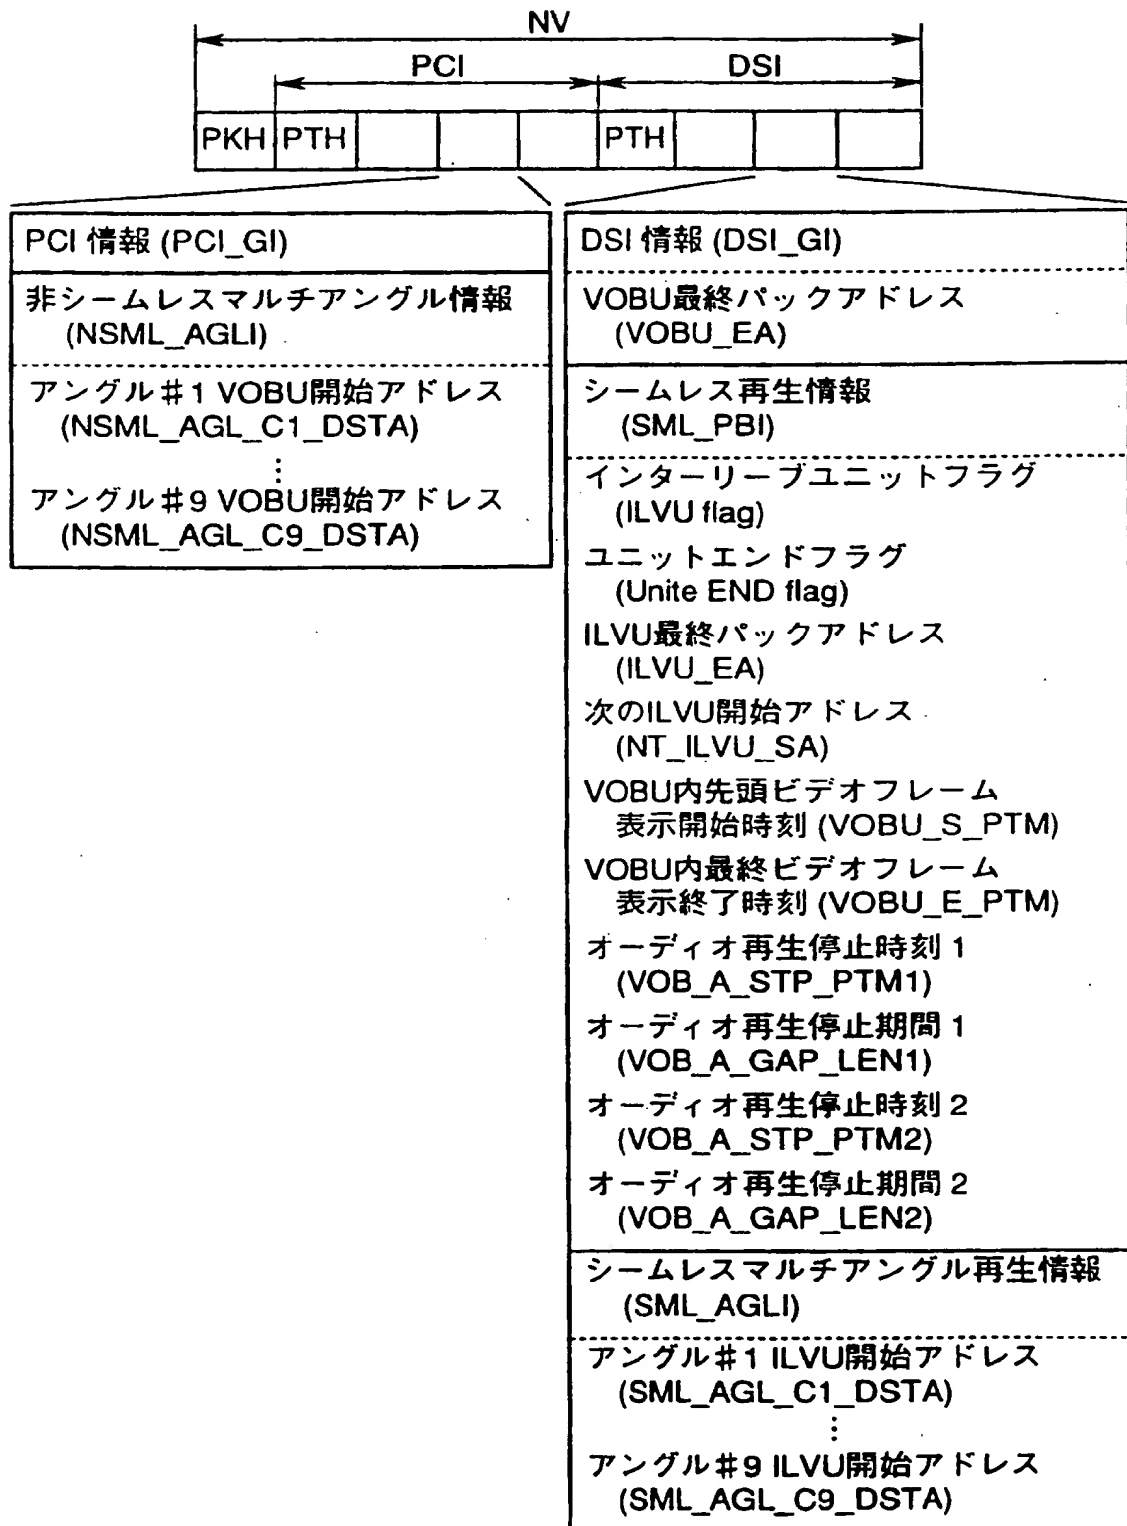 NV
PCI
DSI
PKH
PTH
PTH
PCI 情報 (PCI_GI)
非シームレスマルチアングル情報
(NSML_AGLI)
アングル#1 VOBU開始アドレス
(NSML_AGL_C1_DSTA)
⋮
アングル#9 VOBU開始アドレス
(NSML_AGL_C9_DSTA)
DSI 情報 (DSI_GI)
VOBU最終パックアドレス
(VOBU_EA)
シームレス再生情報
(SML_PBI)
インターリーブユニットフラグ
(ILVU flag)
ユニットエンドフラグ
(Unite END flag)
ILVU最終パックアドレス
(ILVU_EA)
次のILVU開始アドレス
(NT_ILVU_SA)
VOBU内先頭ビデオフレーム
表示開始時刻 (VOBU_S_PTM)
VOBU内最終ビデオフレーム
表示終了時刻 (VOBU_E_PTM)
オーディオ再生停止時刻 1
(VOB_A_STP_PTM1)
オーディオ再生停止期間 1
(VOB_A_GAP_LEN1)
オーディオ再生停止時刻 2
(VOB_A_STP_PTM2)
オーディオ再生停止期間 2
(VOB_A_GAP_LEN2)
シームレスマルチアングル再生情報
(SML_AGLI)
アングル#1 ILVU開始アドレス
(SML_AGL_C1_DSTA)
⋮
アングル#9 ILVU開始アドレス
(SML_AGL_C9_DSTA)